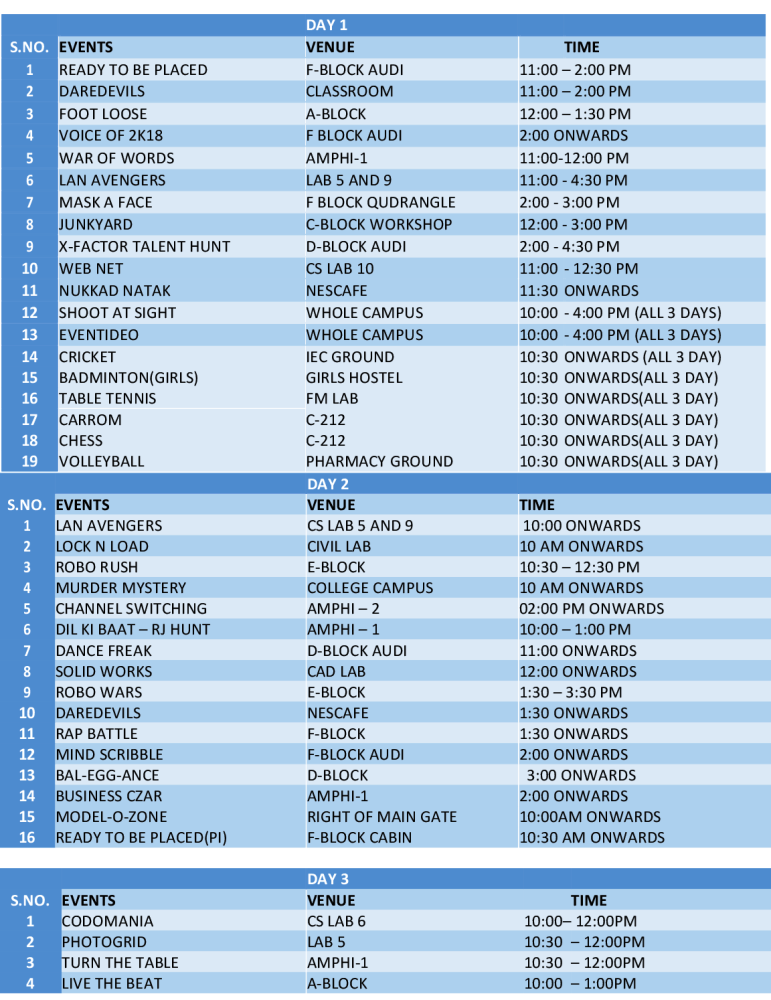 DAY 1
S.NO. EVENTS VENUE TIME
1 READY TO BE PLACED F-BLOCK AUDI 11:00 – 2:00 PM
2 DAREDEVILS CLASSROOM 11:00 – 2:00 PM
3 FOOT LOOSE A-BLOCK 12:00 – 1:30 PM
4 VOICE OF 2K18 F BLOCK AUDI 2:00 ONWARDS
5 WAR OF WORDS AMPHI-1 11:00-12:00 PM
6 LAN AVENGERS LAB 5 AND 9 11:00 - 4:30 PM
7 MASK A FACE F BLOCK QUDRANGLE 2:00 - 3:00 PM
8 JUNKYARD C-BLOCK WORKSHOP 12:00 - 3:00 PM
9 X-FACTOR TALENT HUNT D-BLOCK AUDI 2:00 - 4:30 PM
10 WEB NET CS LAB 10 11:00 - 12:30 PM
11 NUKKAD NATAK NESCAFE 11:30 ONWARDS
12 SHOOT AT SIGHT WHOLE CAMPUS 10:00 - 4:00 PM (ALL 3 DAYS)
13 EVENTIDEO WHOLE CAMPUS 10:00 - 4:00 PM (ALL 3 DAYS)
14 CRICKET IEC GROUND 10:30 ONWARDS (ALL 3 DAY)
15 BADMINTON(GIRLS) GIRLS HOSTEL 10:30 ONWARDS(ALL 3 DAY)
16 TABLE TENNIS FM LAB 10:30 ONWARDS(ALL 3 DAY)
17 CARROM C-212 10:30 ONWARDS(ALL 3 DAY)
18 CHESS C-212 10:30 ONWARDS(ALL 3 DAY)
19 VOLLEYBALL PHARMACY GROUND 10:30 ONWARDS(ALL 3 DAY)
DAY 2
S.NO. EVENTS VENUE TIME
1 LAN AVENGERS CS LAB 5 AND 9 10:00 ONWARDS
2 LOCK N LOAD CIVIL LAB 10 AM ONWARDS
3 ROBO RUSH E-BLOCK 10:30 – 12:30 PM
4 MURDER MYSTERY COLLEGE CAMPUS 10 AM ONWARDS
5 CHANNEL SWITCHING AMPHI – 2 02:00 PM ONWARDS
6 DIL KI BAAT – RJ HUNT AMPHI – 1 10:00 – 1:00 PM
7 DANCE FREAK D-BLOCK AUDI 11:00 ONWARDS
8 SOLID WORKS CAD LAB 12:00 ONWARDS
9 ROBO WARS E-BLOCK 1:30 – 3:30 PM
10 DAREDEVILS NESCAFE 1:30 ONWARDS
11 RAP BATTLE F-BLOCK 1:30 ONWARDS
12 MIND SCRIBBLE F-BLOCK AUDI 2:00 ONWARDS
13 BAL-EGG-ANCE D-BLOCK 3:00 ONWARDS
14 BUSINESS CZAR AMPHI-1 2:00 ONWARDS
15 MODEL-O-ZONE RIGHT OF MAIN GATE 10:00AM ONWARDS
16 READY TO BE PLACED(PI) F-BLOCK CABIN 10:30 AM ONWARDS
DAY 3
S.NO. EVENTS VENUE TIME
1 CODOMANIA CS LAB 6 10:00– 12:00PM
2 PHOTOGRID LAB 5 10:30 – 12:00PM
3 TURN THE TABLE AMPHI-1 10:30 – 12:00PM
4 LIVE THE BEAT A-BLOCK 10:00 – 1:00PM